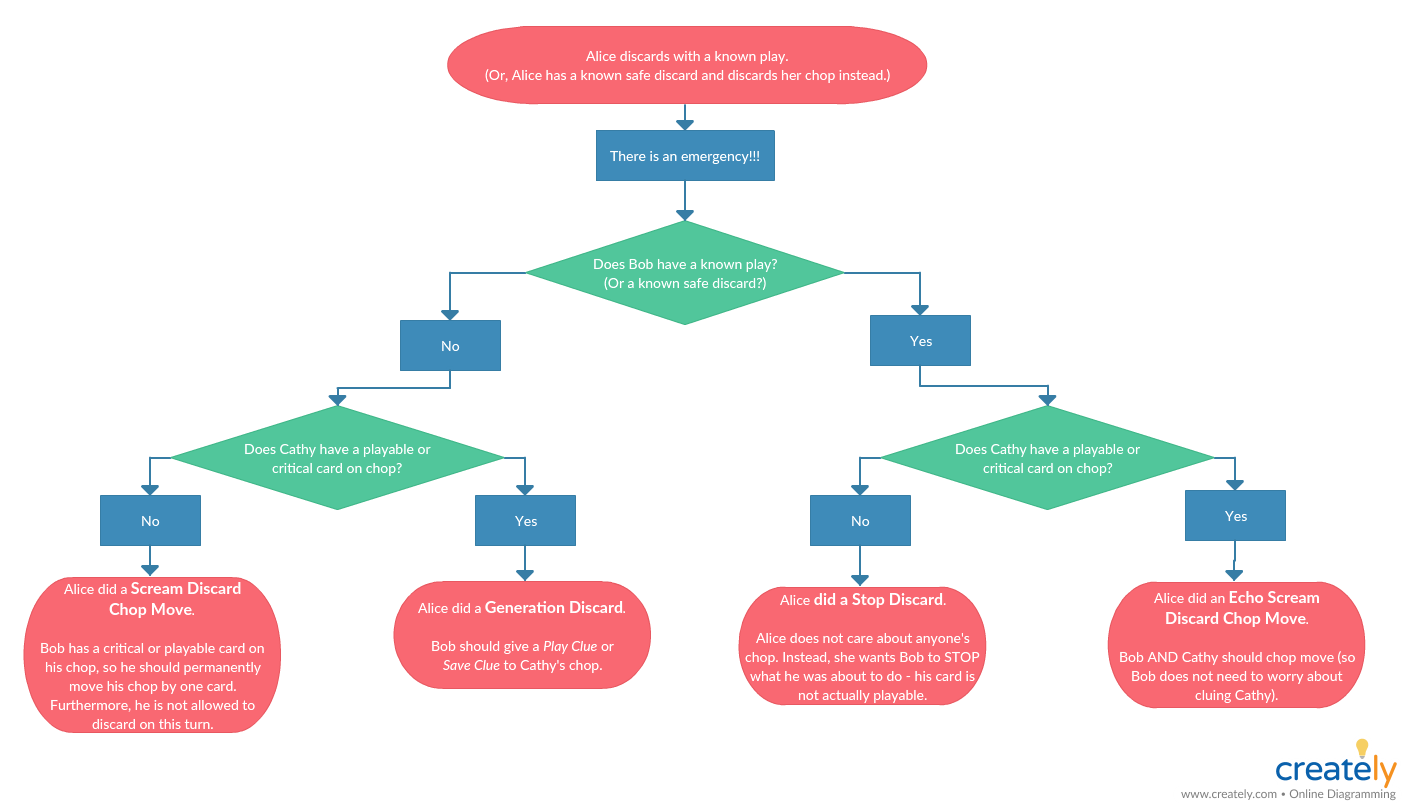 Alice discards with a known play.
(Or, Alice has a known safe discard and discards her chop instead.)
There is an emergency!!!
Does Bob have a known play?
(Or a known safe discard?)
No
Yes
Does Cathy have a playable or
critical card on chop?
Does Cathy have a playable or
critical card on chop?
No
Yes
No
Yes
Alice did a Scream Discard
Chop Move.
Bob has a critical or playable card on
his chop, so he should permanently
move his chop by one card.
Furthermore, he is not allowed to
discard on this turn.
Alice did a Generation Discard.
Bob should give a Play Clue or
Save Clue to Cathy's chop.
Alice did a Stop Discard.
Alice does not care about anyone's
chop. Instead, she wants Bob to STOP
what he was about to do - his card is
not actually playable.
Alice did an Echo Scream
Discard Chop Move.
Bob AND Cathy should chop move (so
Bob does not need to worry about
cluing Cathy).
creately
www.creately.com • Online Diagramming